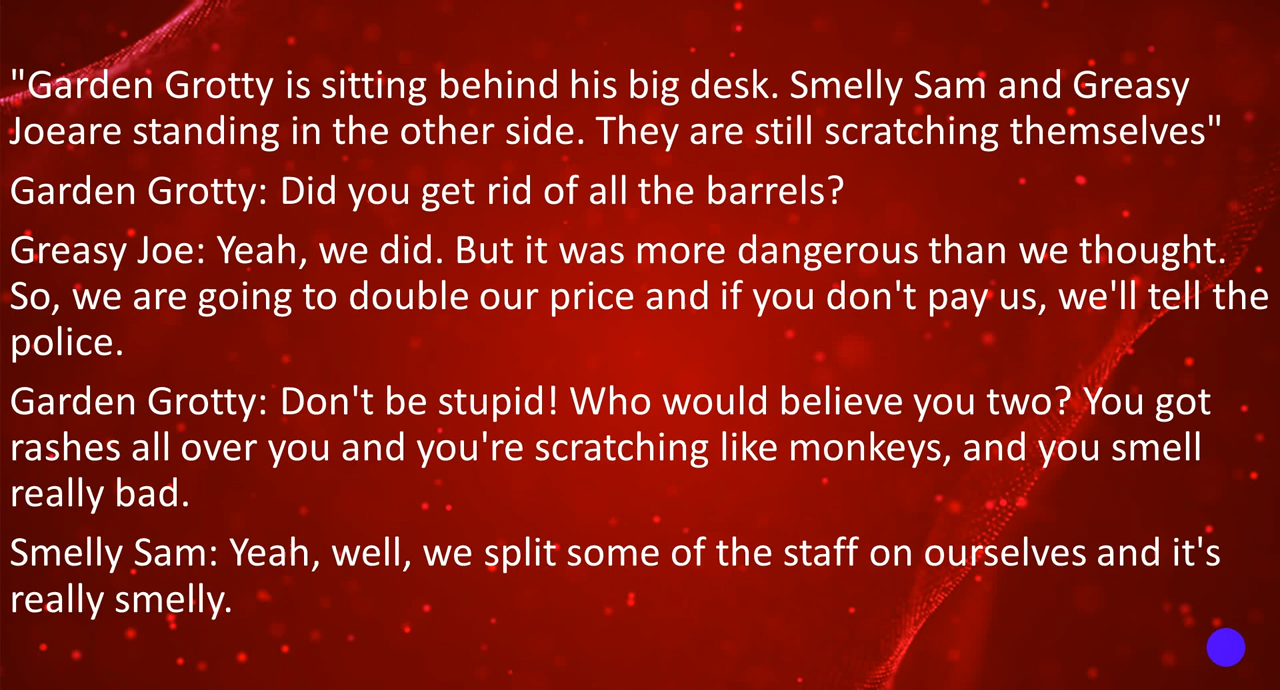 "Garden Grotty is sitting behind his big desk. Smelly Sam and Greasy
Joeare standing in the other side. They are still scratching themselves"
Garden Grotty: Did you get rid of all the barrels?
Greasy Joe: Yeah, we did. But it was more dangerous than we thought.
So, we are going to double our price and if you don't pay us, we'll tell the
police.
Garden Grotty: Don't be stupid! Who would believe you two? You got
rashes all over you and you're scratching like monkeys, and you smell
really bad.
Smelly Sam: Yeah, well, we split some of the staff on ourselves and it's
really smelly.